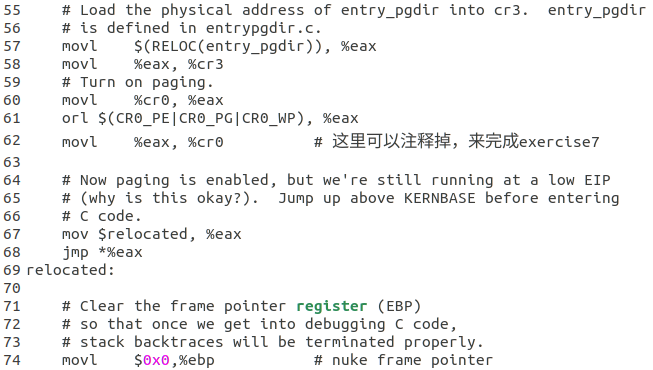 55     # Load the physical address of entry_pgdir into cr3.  entry_pgdir
56     # is defined in entrypgdir.c.
57     movl    $(RELOC(entry_pgdir)), %eax
58     movl    %eax, %cr3
59     # Turn on paging.
60     movl    %cr0, %eax
61     orl $(CR0_PE|CR0_PG|CR0_WP), %eax
62     movl    %eax, %cr0          # 这里可以注释掉，来完成exercise7
63
64     # Now paging is enabled, but we're still running at a low EIP
65     # (why is this okay?).  Jump up above KERNBASE before entering
66     # C code.
67     mov $relocated, %eax
68     jmp *%eax
69 relocated:
70
71     # Clear the frame pointer register (EBP)
72     # so that once we get into debugging C code,
73     # stack backtraces will be terminated properly.
74     movl    $0x0,%ebp           # nuke frame pointer